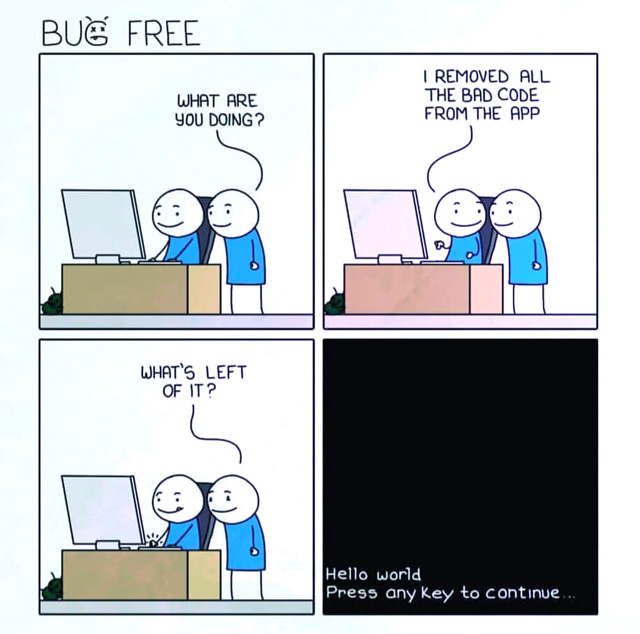 BUG FREE
WHAT ARE
YOU DOING?
I REMOVED ALL
THE BAD CODE
FROM THE APP
WHAT'S LEFT
OF IT?
Hello world
Press any key to continue...